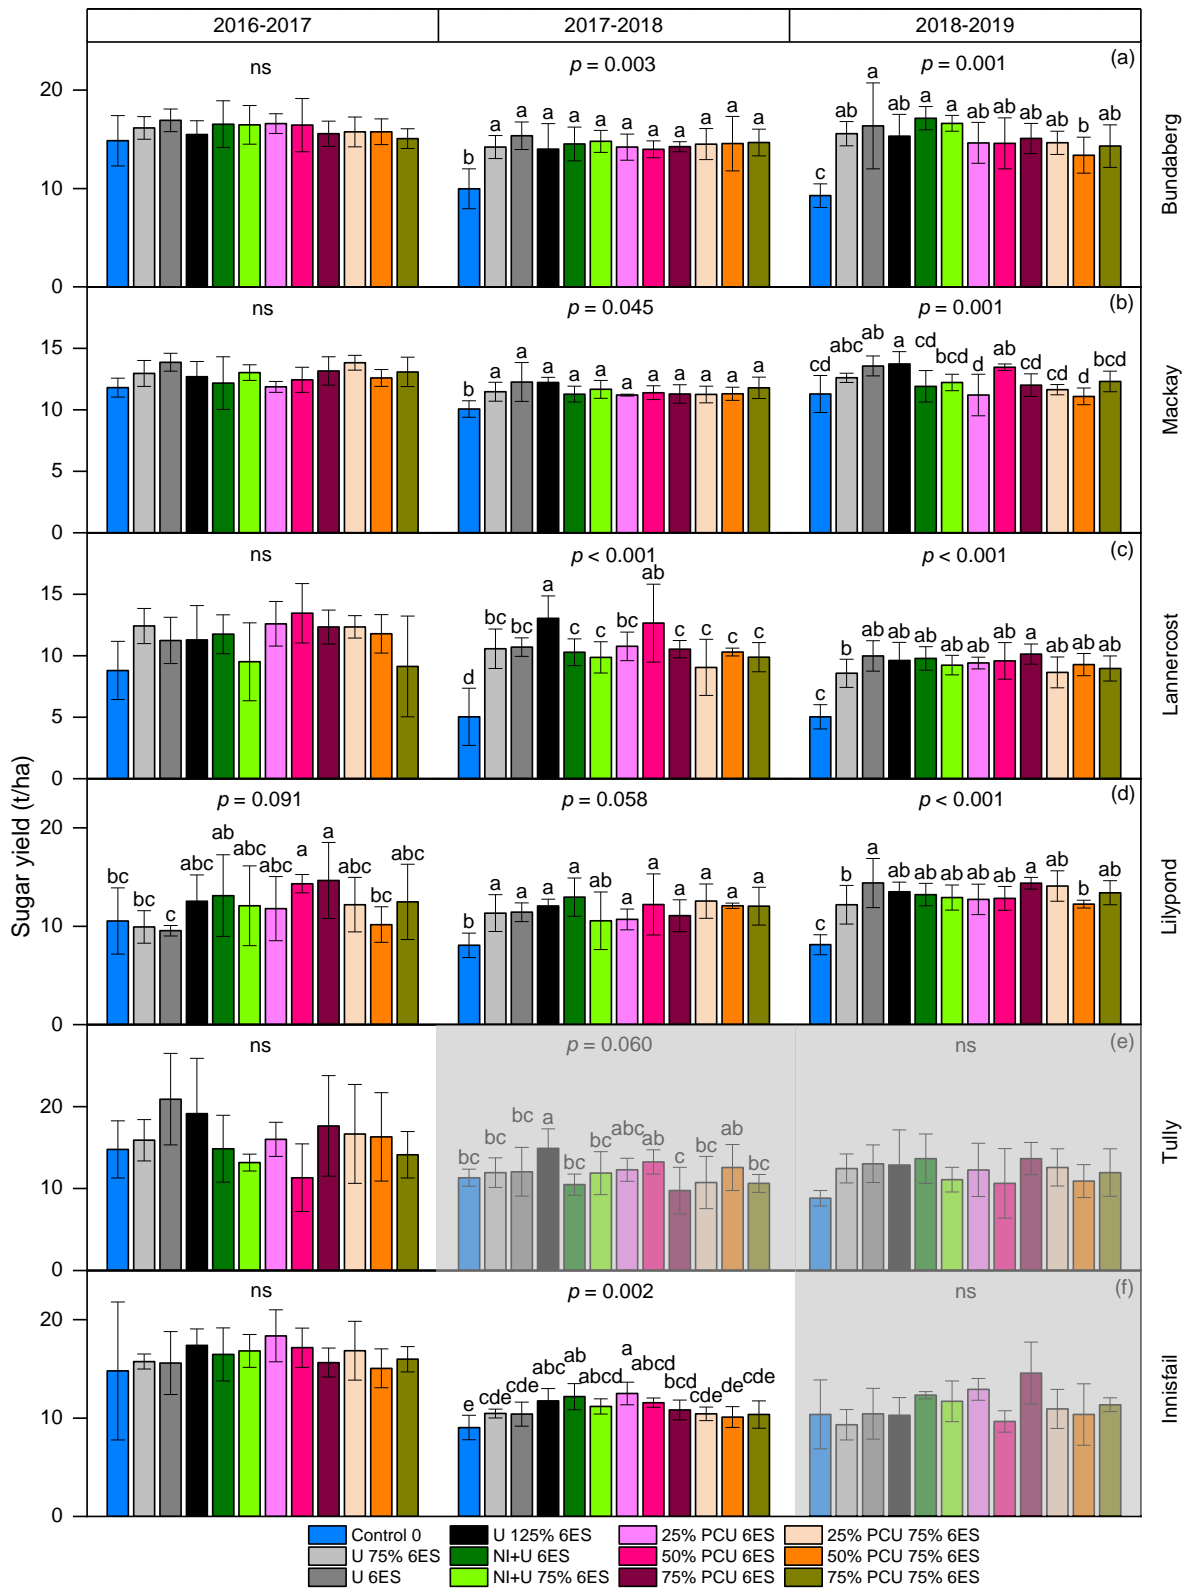 2016-2017 2017-2018 2018-2019
ns p = 0.003 p = 0.001 (a)
20
10
0
b a a a a a a a a a a a
c ab a ab a a ab ab ab ab b ab
Bundaberg
ns p = 0.045 p = 0.001 (b)
15
10
5
0
b a a a a a a a a a a a
cd abc ab a cd bcd d ab cd cd d bcd
Mackay
ns p < 0.001 p < 0.001 (c)
15
10
5
0
d bc bc a c c bc ab c c c c
c b ab ab ab ab ab ab a ab ab ab
Lannercost
p = 0.091 p = 0.058 p < 0.001 (d)
20
10
0
bc bc c abc ab abc abc a a abc bc abc
b a a a a ab a a a a a a
c b a ab ab ab ab ab a ab b ab
Lilypond
ns p = 0.060 ns (e)
20
10
0
bc bc bc a bc bc abc ab c bc ab bc
Tully
ns p = 0.002 ns (f)
20
10
0
e cde cde abc ab abcd a abcd bcd cde de cde
Innisfail
Sugar yield (t/ha)
Control 0 U 125% 6ES 25% PCU 6ES 25% PCU 75% 6ES
U 75% 6ES NI+U 6ES 50% PCU 6ES 50% PCU 75% 6ES
U 6ES NI+U 75% 6ES 75% PCU 6ES 75% PCU 75% 6ES